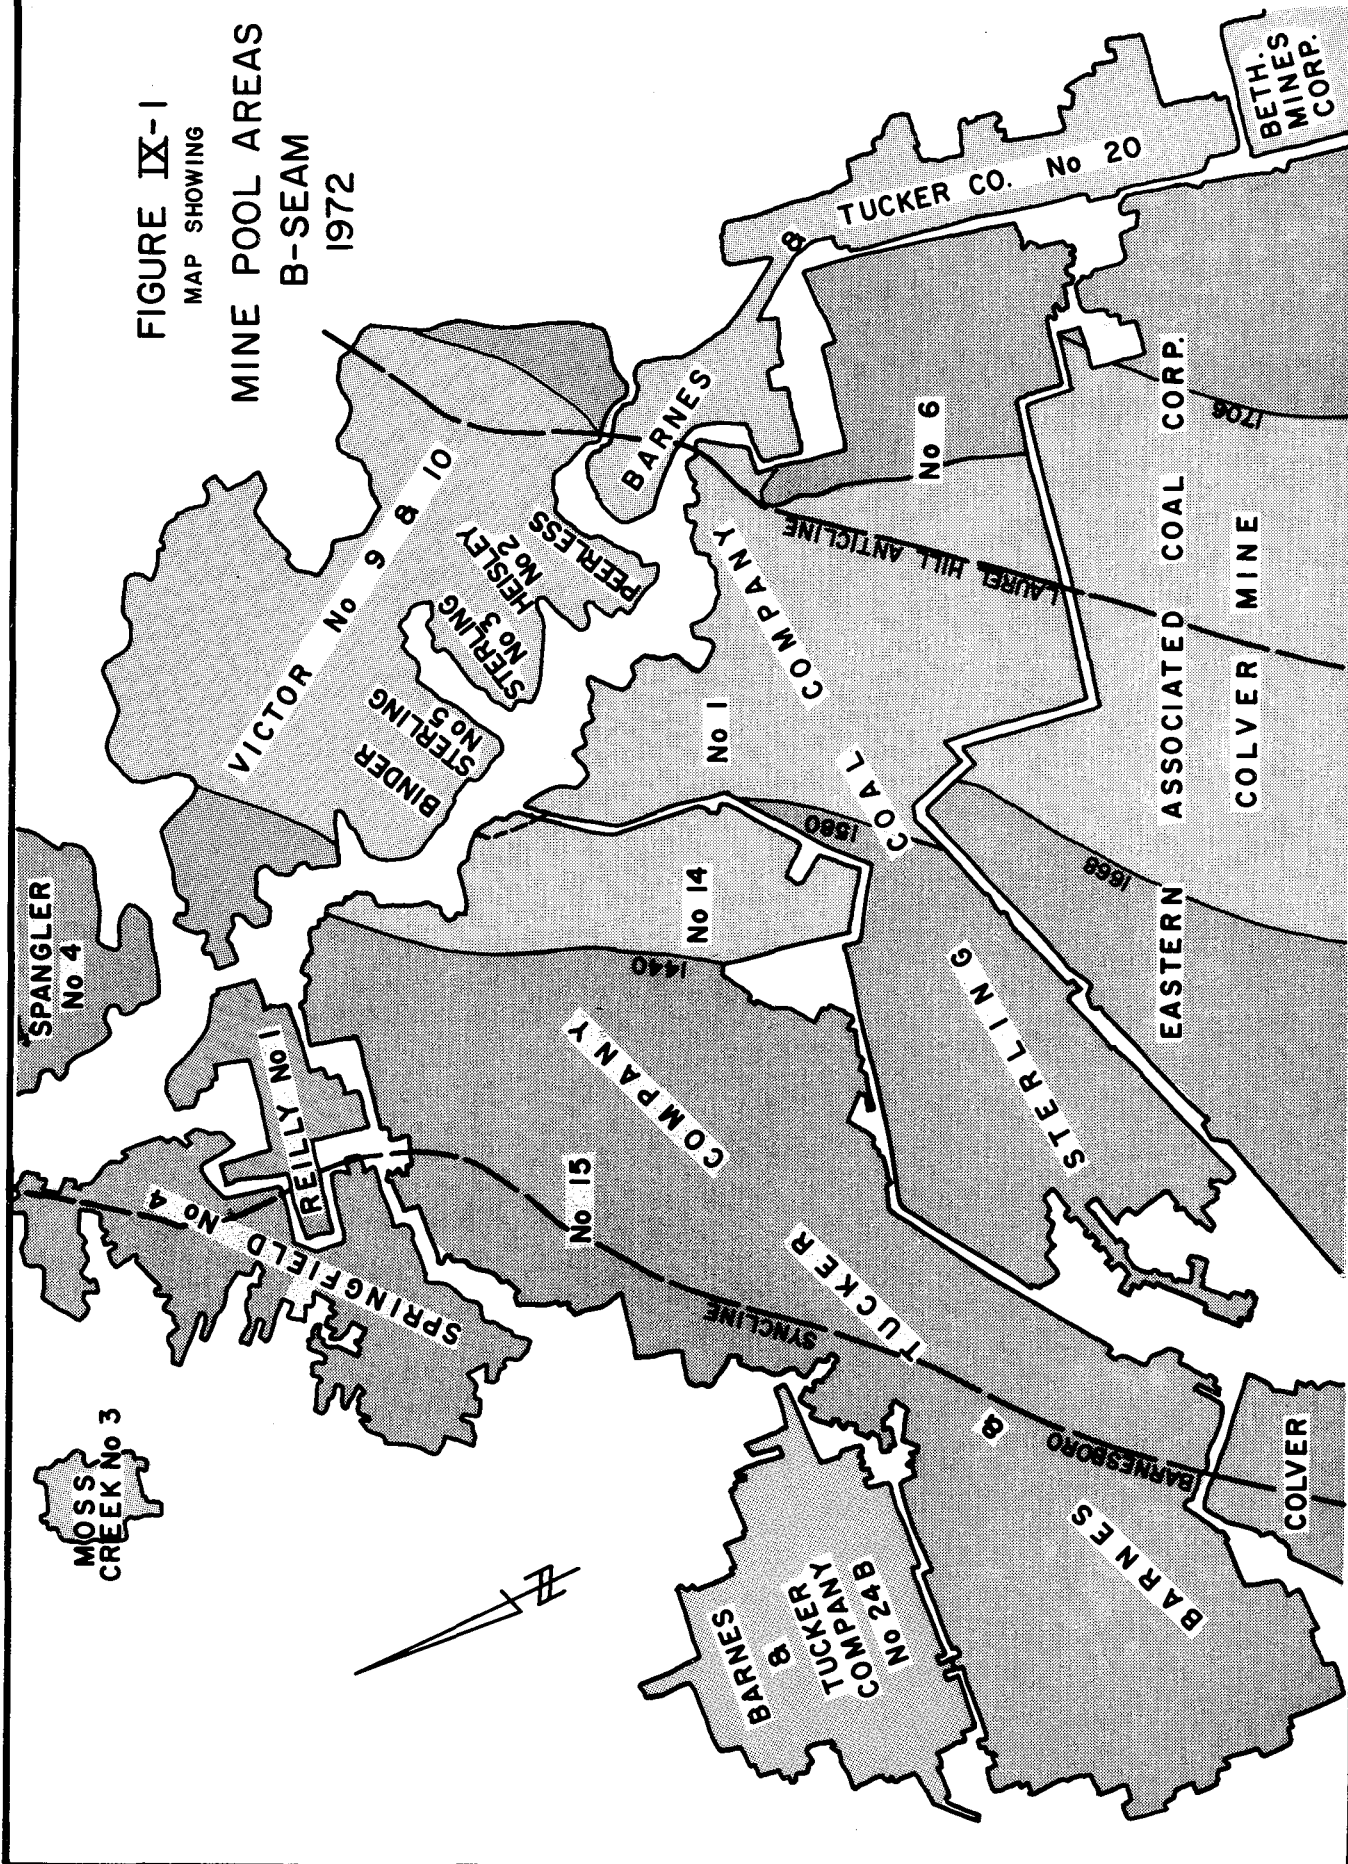 FIGURE IX-1
MAP SHOWING
MINE POOL AREAS
B-SEAM
1972
SPANGLER
No 4
MOSS
CREEK No 3
VICTOR No 9 & 10
BINDER
STERLING
No 5
STERLING
No 3
HEISLEY
No 2
PEERLESS
REILLY No 1
SPRINGFIELD No 4
BARNES & TUCKER CO. No 20
BETH.
MINES
CORP.
No 6
No 1
No 14
No 15
STERLING COAL COMPANY
BARNES & TUCKER COMPANY
BARNES
&
TUCKER
COMPANY
No 24B
EASTERN ASSOCIATED COAL CORP.
COLVER MINE
COLVER
LAUREL HILL ANTICLINE
BARNESBORO SYNCLINE
1440
1560
1668
1706
N